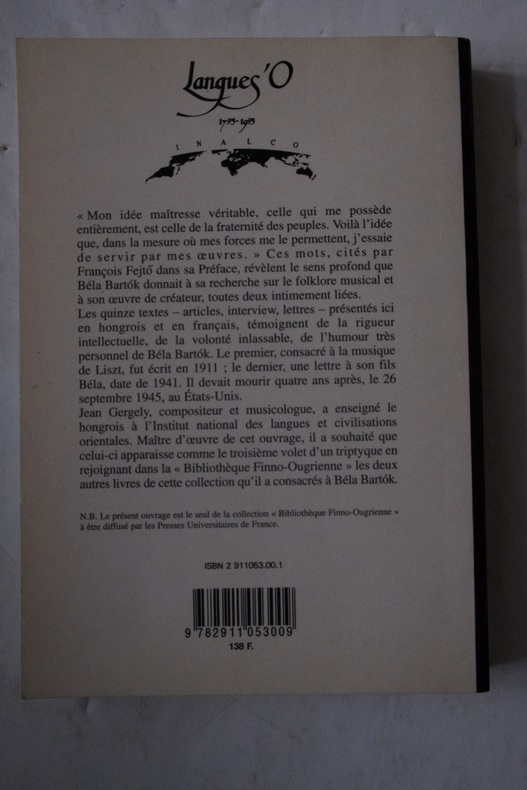 Langues'O
1795-1995
INALCO
« Mon idée maîtresse véritable, celle qui me possède
entièrement, est celle de la fraternité des peuples. Voilà l'idée
que, dans la mesure où mes forces me le permettent, j'essaie
de servir par mes œuvres. » Ces mots, cités par
François Fejtő dans sa Préface, révèlent le sens profond que
Béla Bartók donnait à sa recherche sur le folklore musical et
à son œuvre de créateur, toutes deux intimement liées.
Les quinze textes – articles, interview, lettres – présentés ici
en hongrois et en français, témoignent de la rigueur
intellectuelle, de la volonté inlassable, de l'humour très
personnel de Béla Bartók. Le premier, consacré à la musique
de Liszt, fut écrit en 1911 ; le dernier, une lettre à son fils
Béla, date de 1941. Il devait mourir quatre ans après, le 26
septembre 1945, au États-Unis.
Jean Gergely, compositeur et musicologue, a enseigné le
hongrois à l'Institut national des langues et civilisations
orientales. Maître d'œuvre de cet ouvrage, il a souhaité que
celui-ci apparaisse comme le troisième volet d'un triptyque en
rejoignant dans la « Bibliothèque Finno-Ougrienne » les deux
autres livres de cette collection qu'il a consacrés à Béla Bartók.
N.B. Le présent ouvrage est le seul de la collection « Bibliothèque Finno-Ougrienne »
à être diffusé par les Presses Universitaires de France.
ISBN 2 911053.00.1
9 782911 053009
138 F.